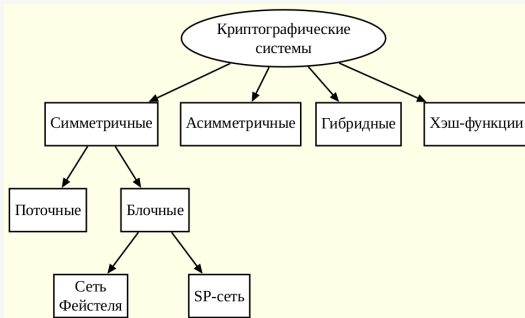 Криптографические
системы
Симметричные
Асимметричные
Гибридные
Хэш-функции
Поточные
Блочные
Сеть
Фейстеля
SP-сеть